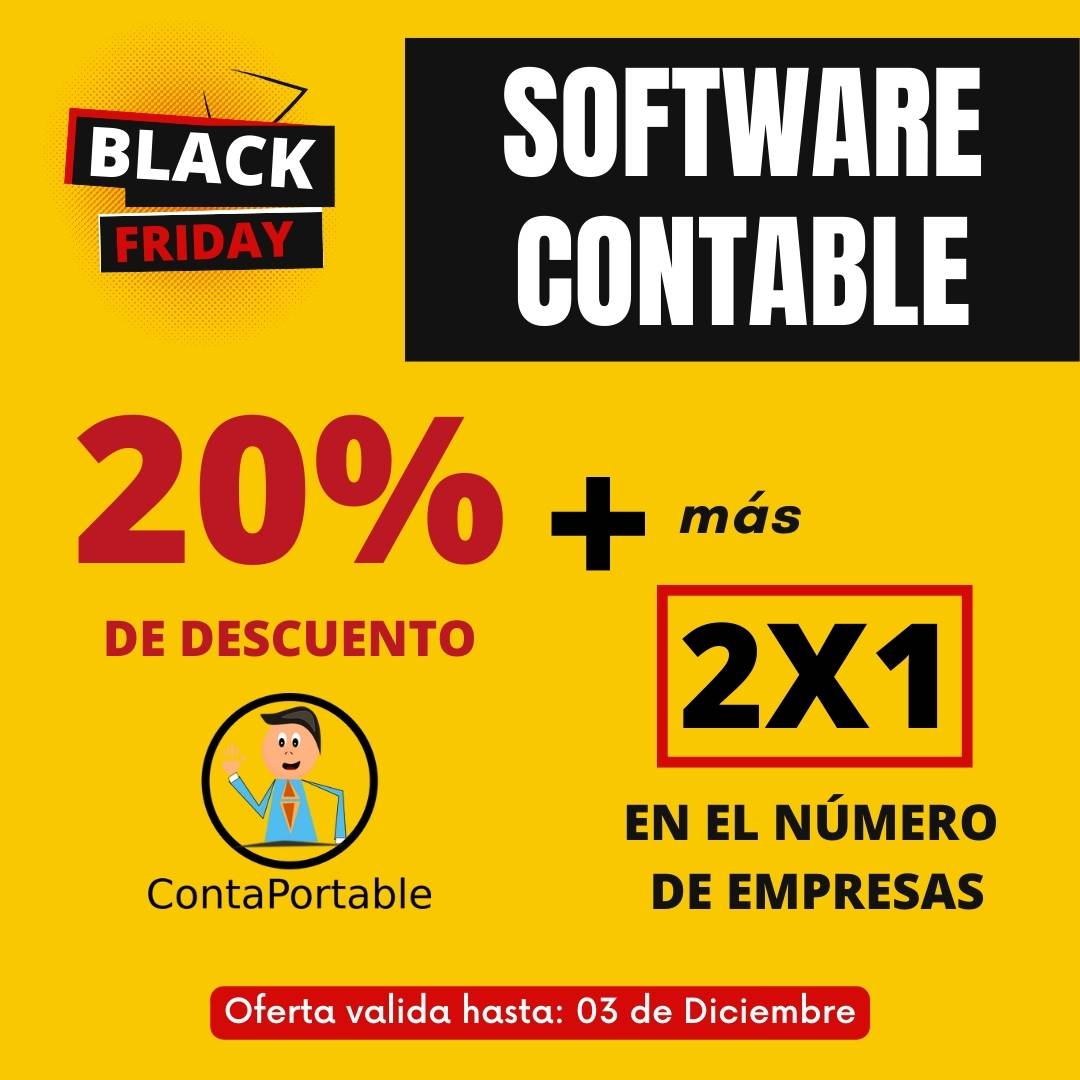 BLACK
FRIDAY
SOFTWARE
CONTABLE
20%
DE DESCUENTO
+ más
2X1
EN EL NÚMERO
DE EMPRESAS
ContaPortable
Oferta valida hasta: 03 de Diciembre